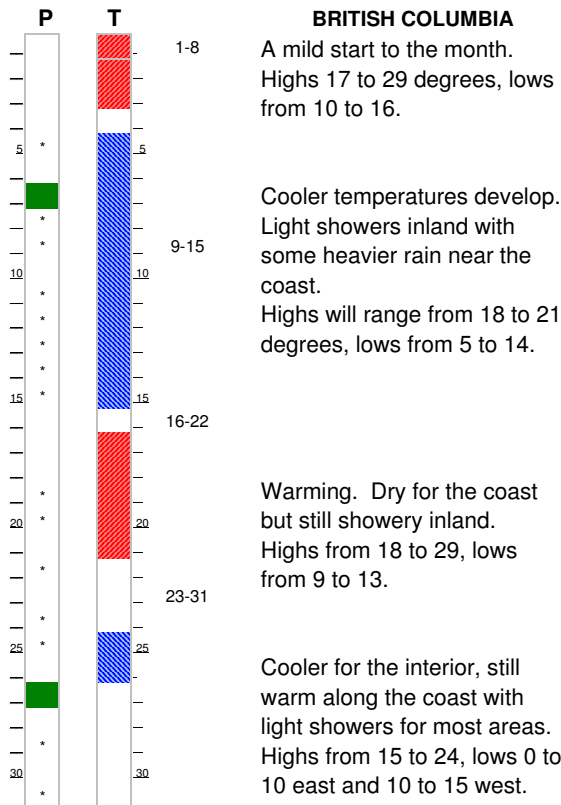 P T BRITISH COLUMBIA
1-8
A mild start to the month.
Highs 17 to 29 degrees, lows
from 10 to 16.
5 * 5
*
9-15
Cooler temperatures develop.
Light showers inland with
some heavier rain near the
coast.
Highs will range from 18 to 21
degrees, lows from 5 to 14.
*
10 10
*
*
*
*
15 * 15
16-22
Warming. Dry for the coast
but still showery inland.
Highs from 18 to 29, lows
from 9 to 13.
*
20 * 20
*
23-31
*
25 * 25
Cooler for the interior, still
warm along the coast with
light showers for most areas.
Highs from 15 to 24, lows 0 to
10 east and 10 to 15 west.
*
30 30
*